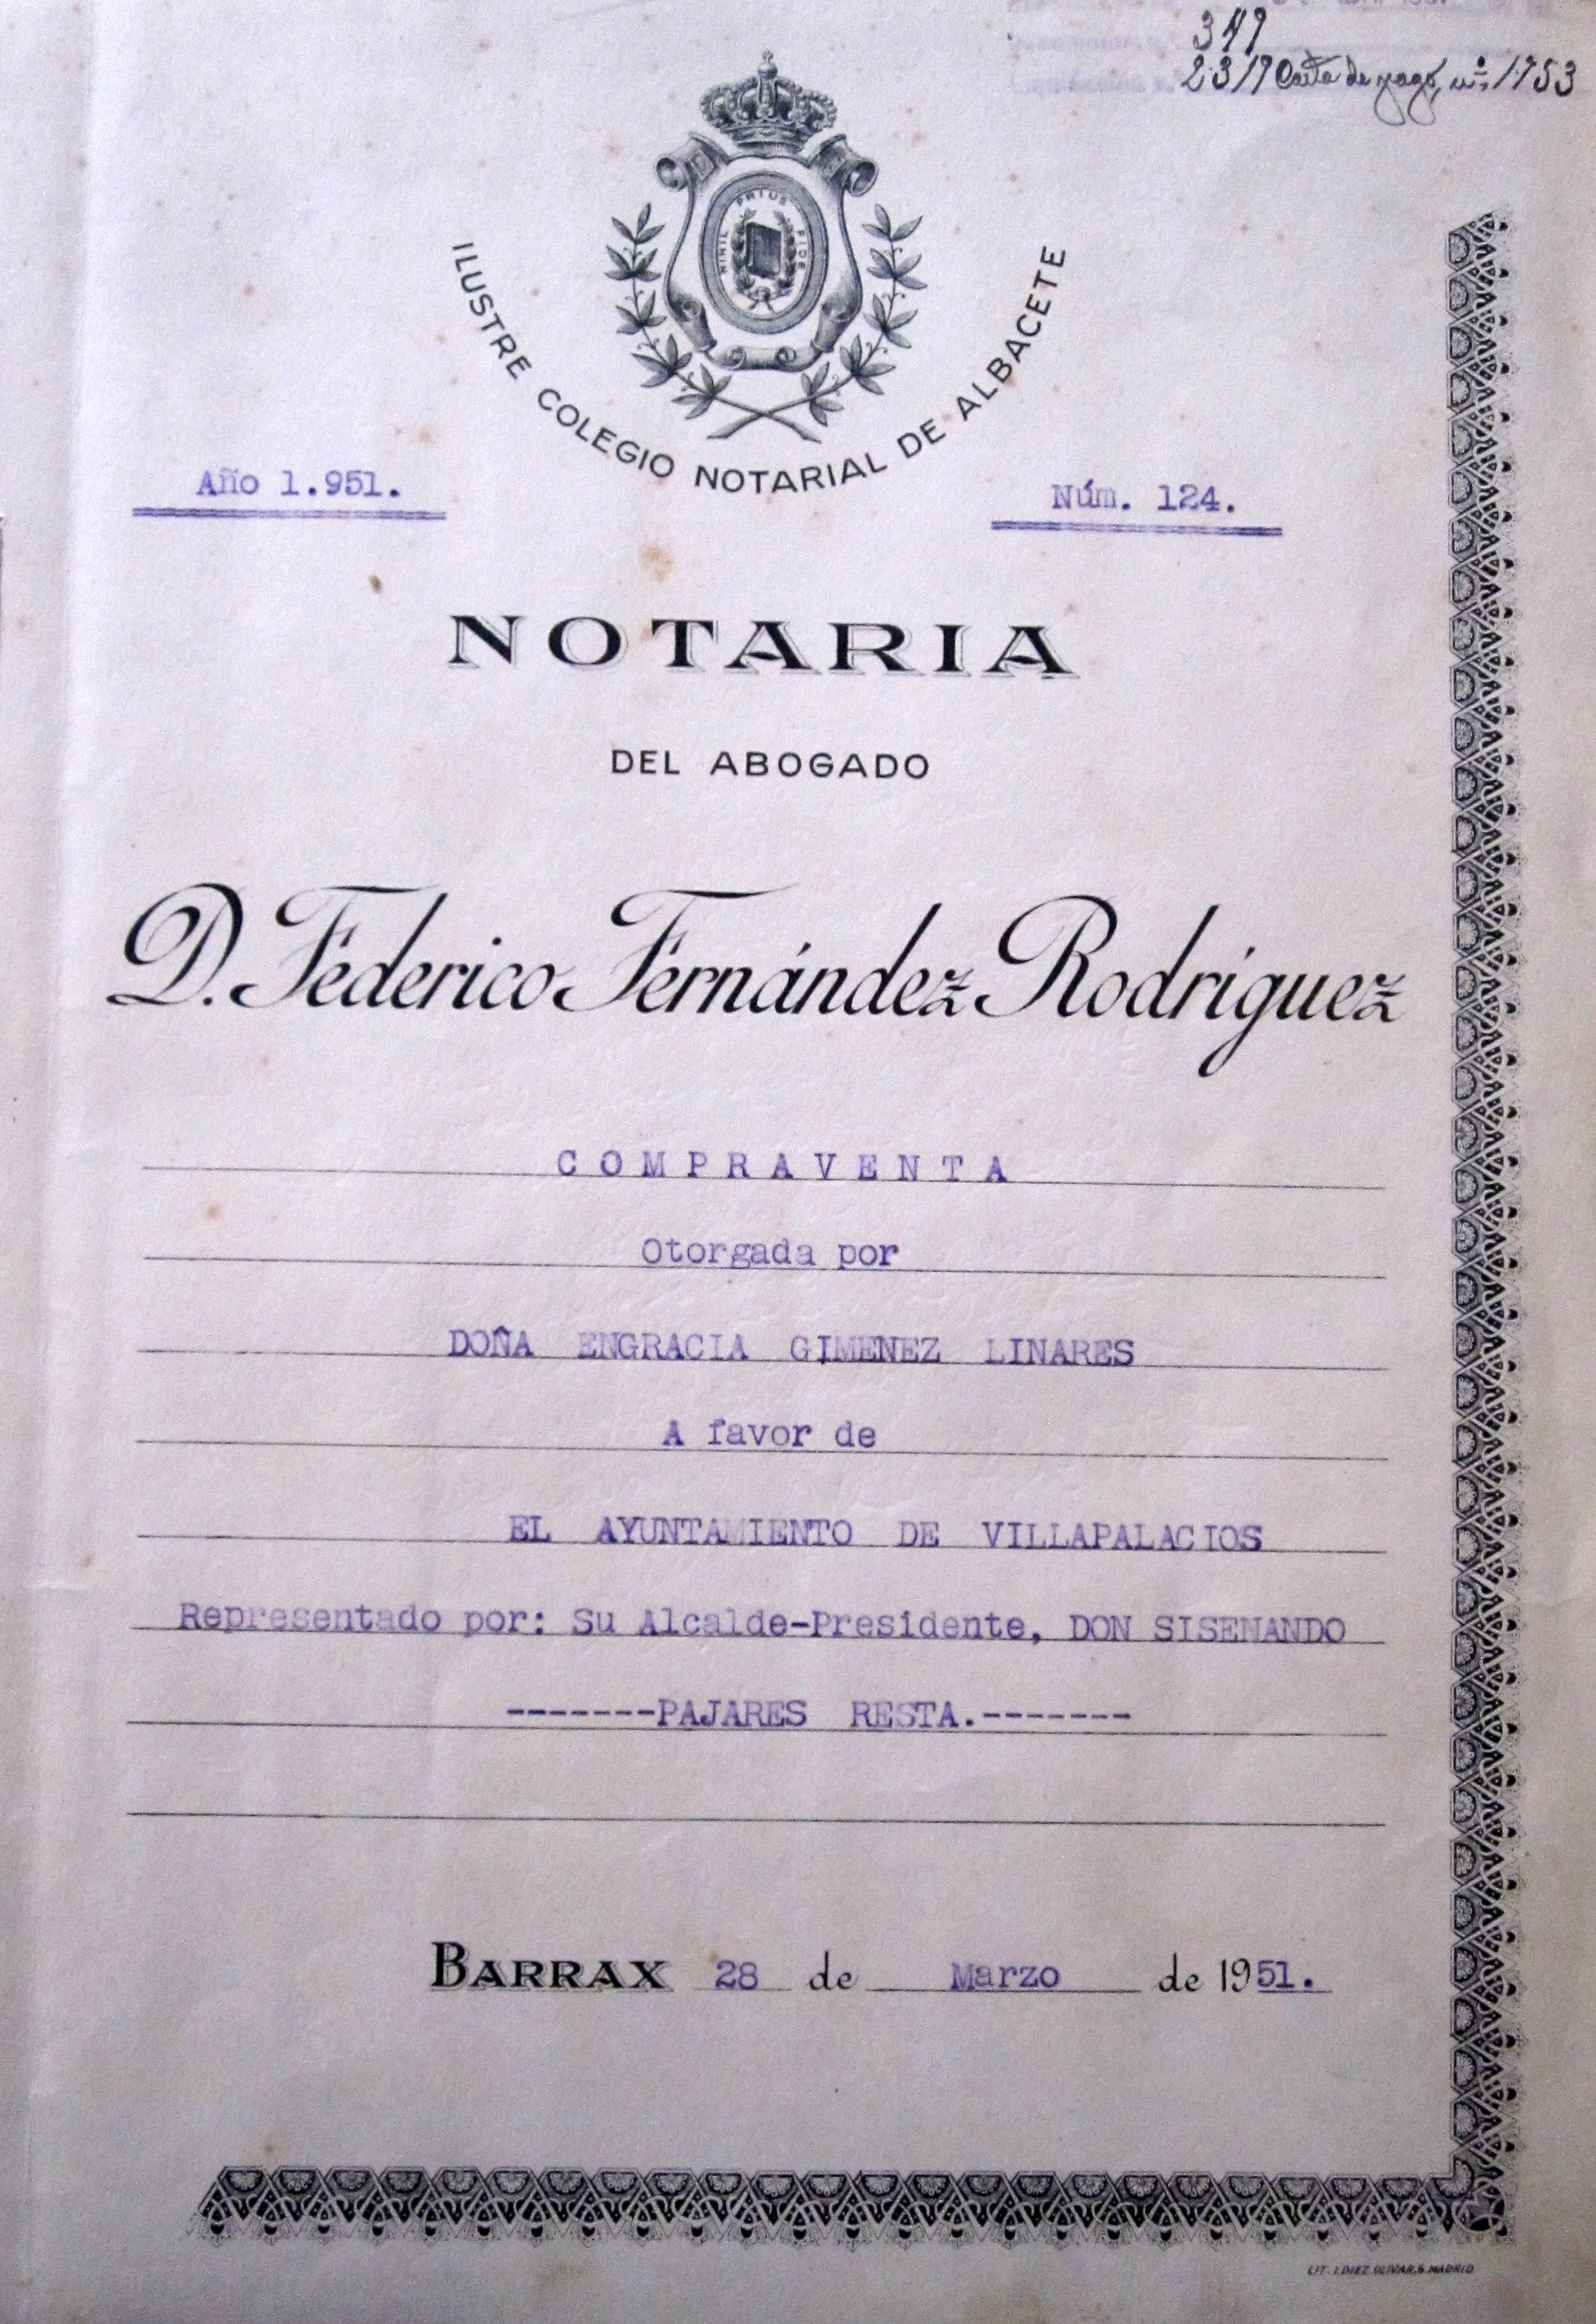 349
2317 Carta de pago, nº 1753
NIHIL PRIUS FIDE
ILUSTRE COLEGIO NOTARIAL DE ALBACETE
Año 1.951.
Núm. 124.
NOTARIA
DEL ABOGADO
D. Federico Fernández Rodríguez
COMPRAVENTA
Otorgada por
DOÑA ENGRACIA GIMENEZ LINARES
A favor de
EL AYUNTAMIENTO DE VILLAPALACIOS
Representado por: Su Alcalde-Presidente, DON SISENANDO
-------PAJARES RESTA.-------
BARRAX 28 de Marzo de 1951.
LIT. J. DIEZ. OLIVAR, 8. MADRID